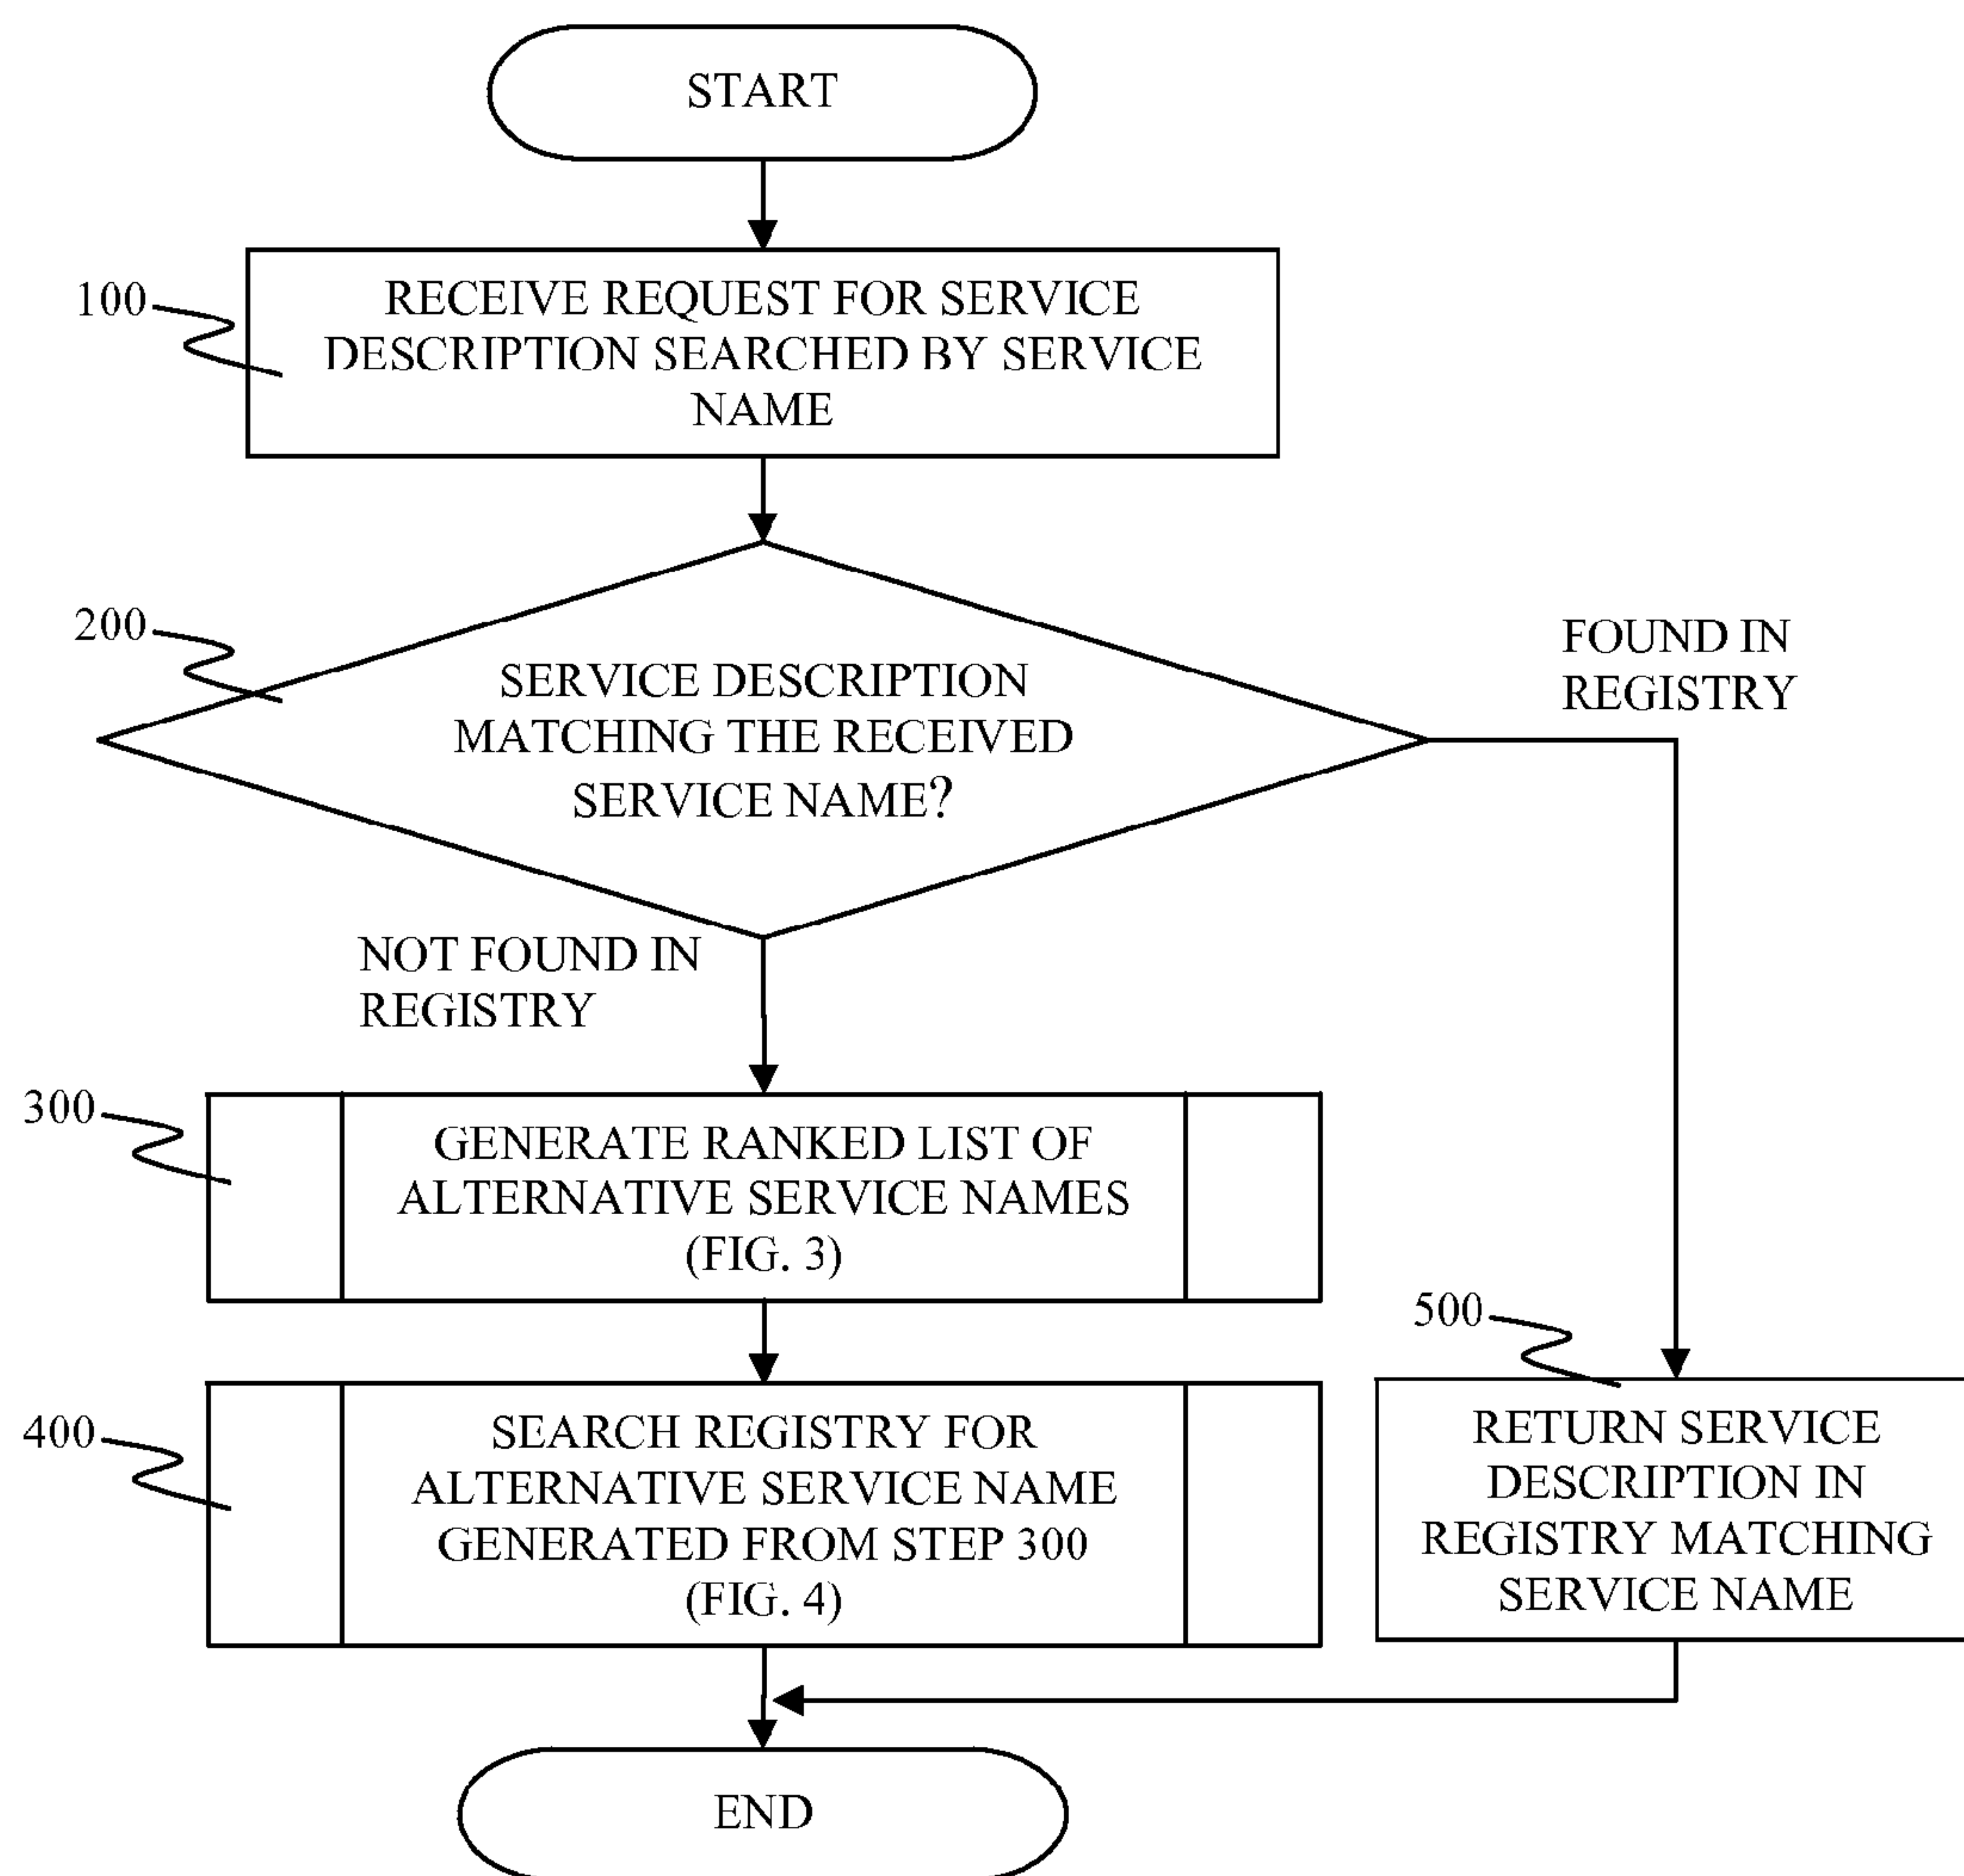 START
100
RECEIVE REQUEST FOR SERVICE
DESCRIPTION SEARCHED BY SERVICE
NAME
200
SERVICE DESCRIPTION
MATCHING THE RECEIVED
SERVICE NAME?
FOUND IN
REGISTRY
NOT FOUND IN
REGISTRY
300
GENERATE RANKED LIST OF
ALTERNATIVE SERVICE NAMES
(FIG. 3)
400
SEARCH REGISTRY FOR
ALTERNATIVE SERVICE NAME
GENERATED FROM STEP 300
(FIG. 4)
500
RETURN SERVICE
DESCRIPTION IN
REGISTRY MATCHING
SERVICE NAME
END